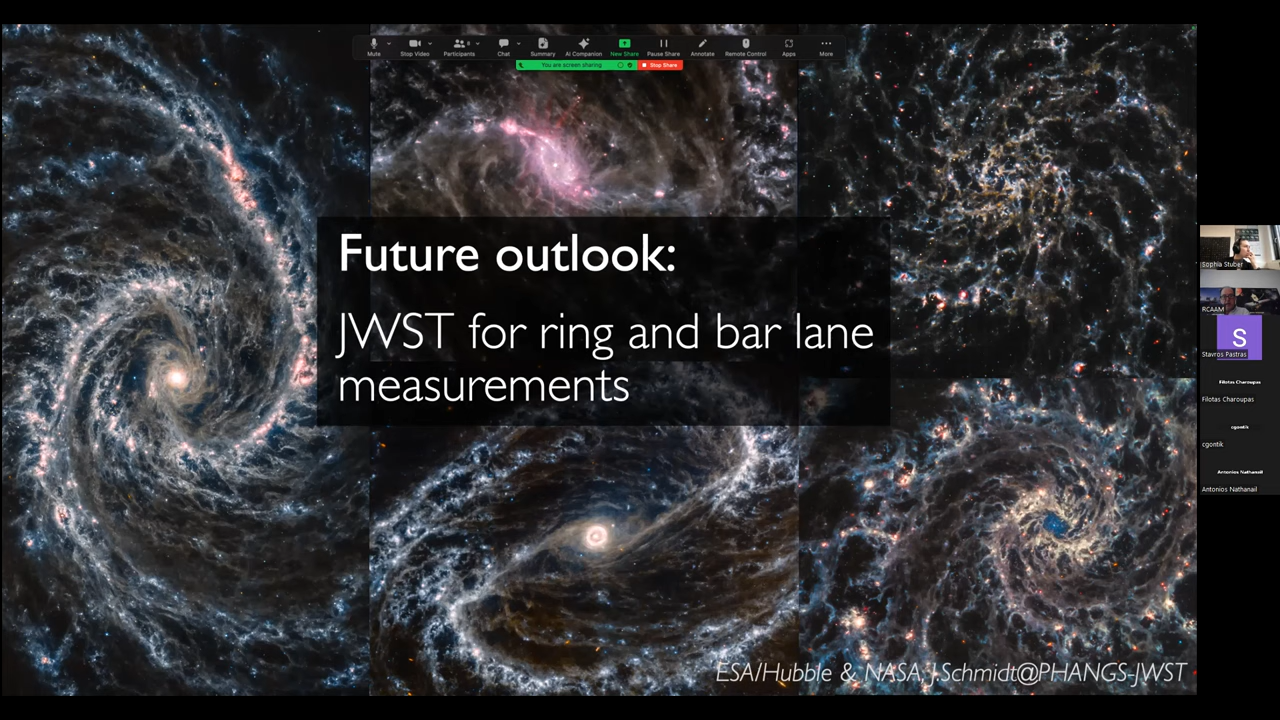 Mute
Stop Video
Participants
8
Chat
Summary
AI Companion
New Share
Pause Share
Annotate
Remote Control
Apps
More
You are screen sharing
Stop Share
Future outlook:
JWST for ring and bar lane
measurements
ESA/Hubble & NASA, J.Schmidt@PHANGS-JWST
Sophia Stuber
RCAAM
S
Stavros Pastras
Filotas Charoupas
Filotas Charoupas
cgontik
cgontik
Antonios Nathanail
Antonios Nathanail